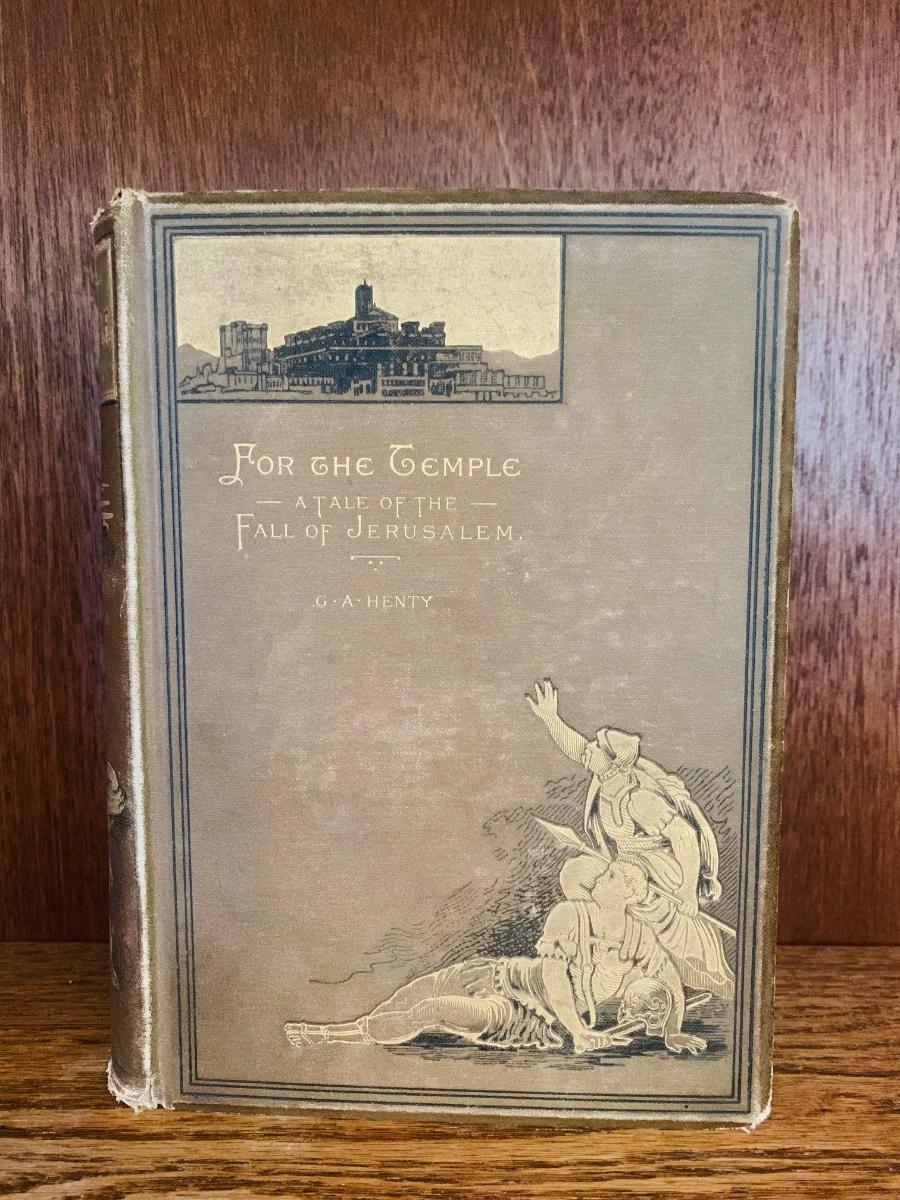 FOR THE TEMPLE
— A TALE OF THE —
FALL OF JERUSALEM.
G·A·HENTY